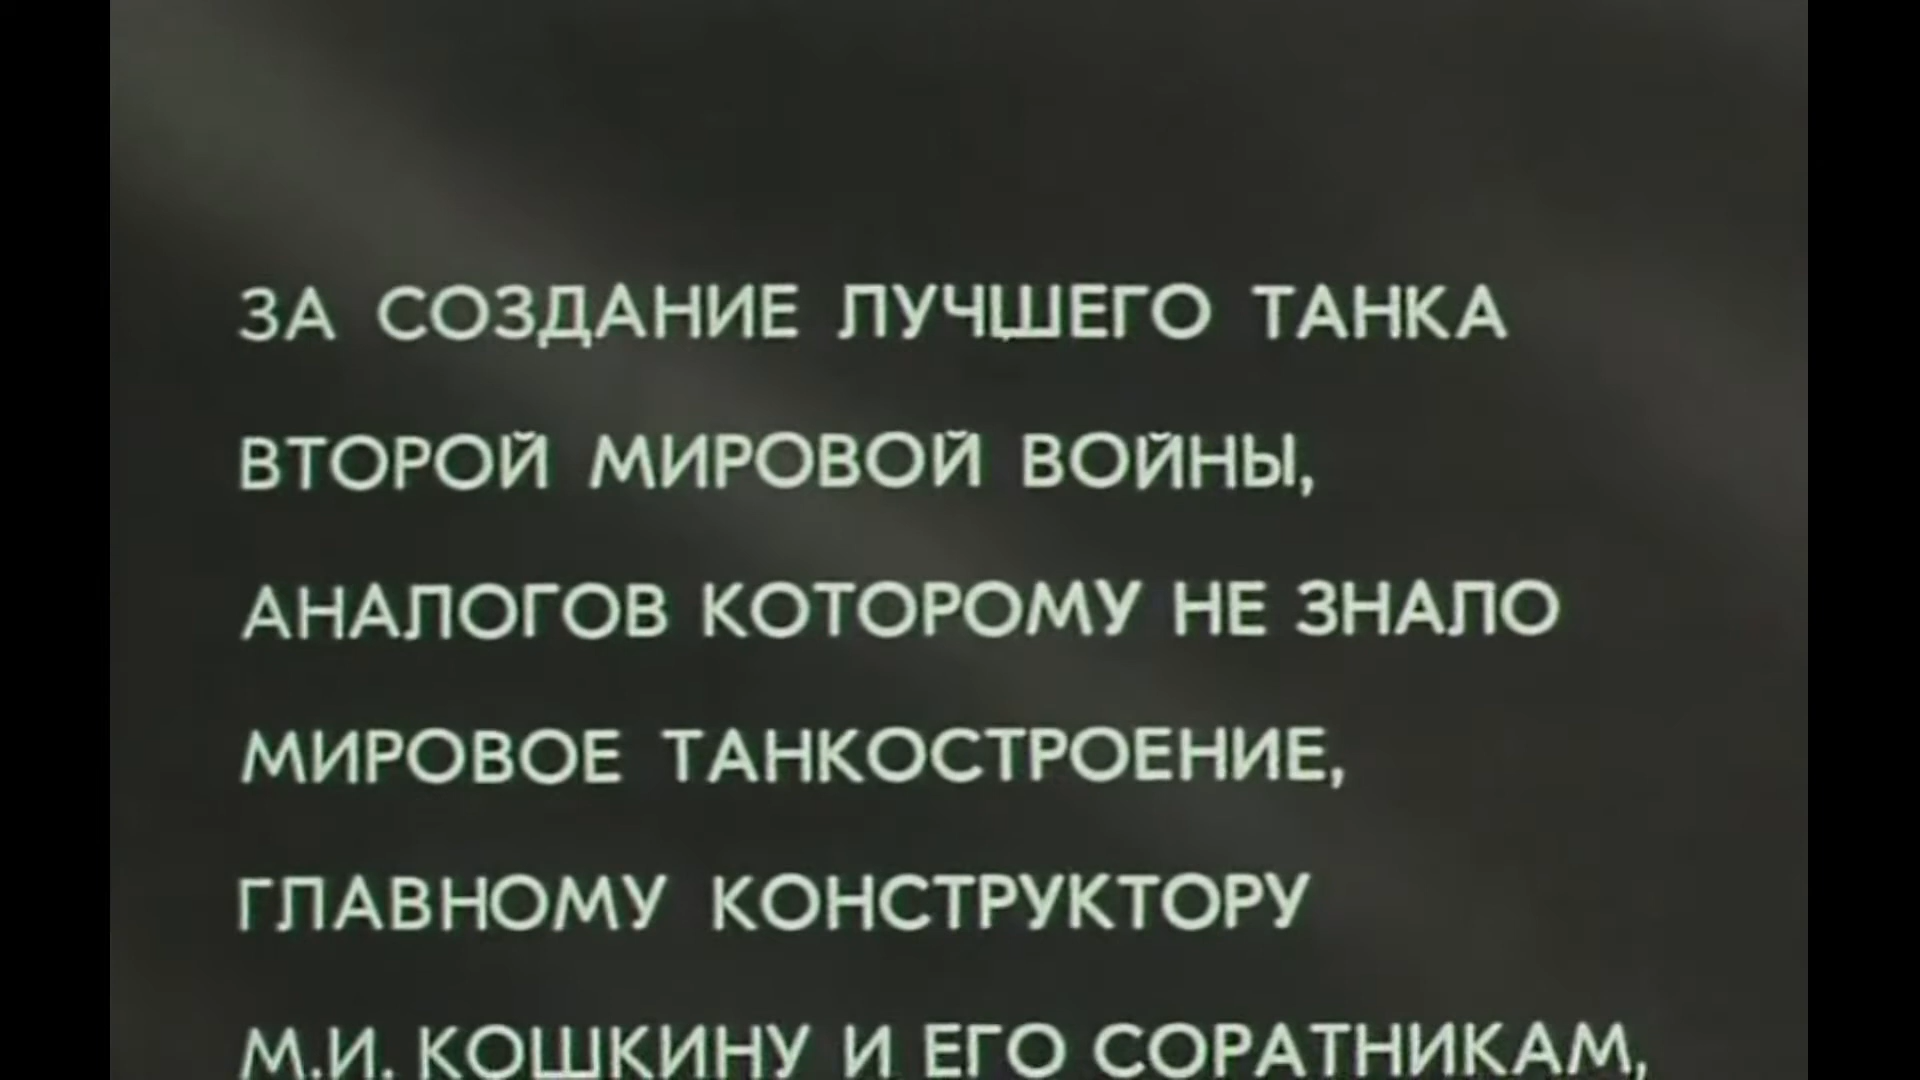 ЗА СОЗДАНИЕ ЛУЧШЕГО ТАНКА
ВТОРОЙ МИРОВОЙ ВОЙНЫ,
АНАЛОГОВ КОТОРОМУ НЕ ЗНАЛО
МИРОВОЕ ТАНКОСТРОЕНИЕ,
ГЛАВНОМУ КОНСТРУКТОРУ
М.И. КОШКИНУ И ЕГО СОРАТНИКАМ,